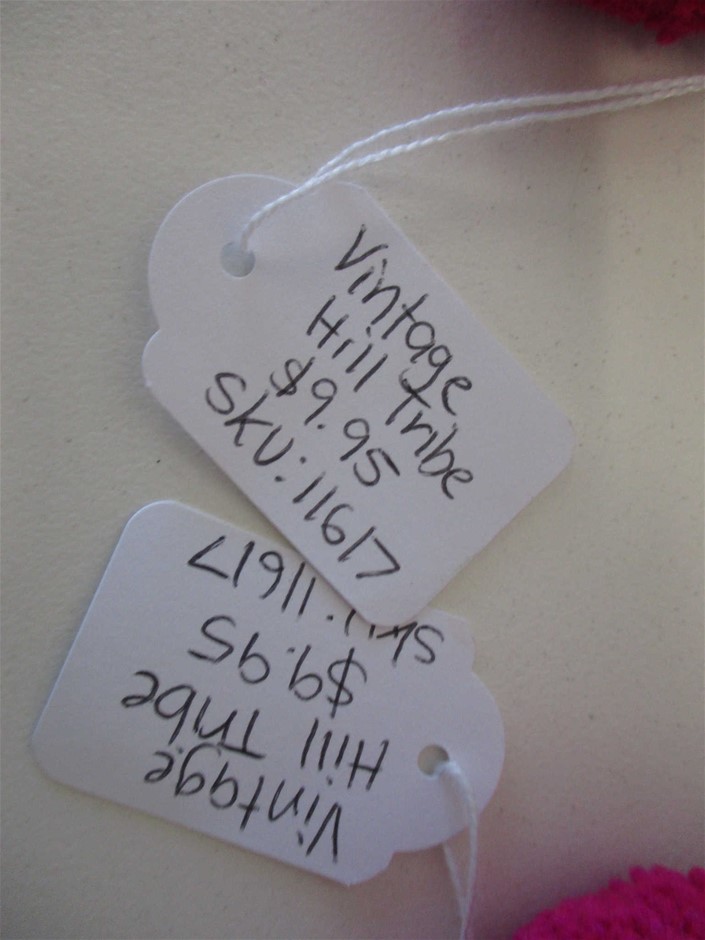 Vintage
Hill Tribe
$9.95
SKU: 11617
Vintage
Hill Tribe
$9.95
SKU: 11617